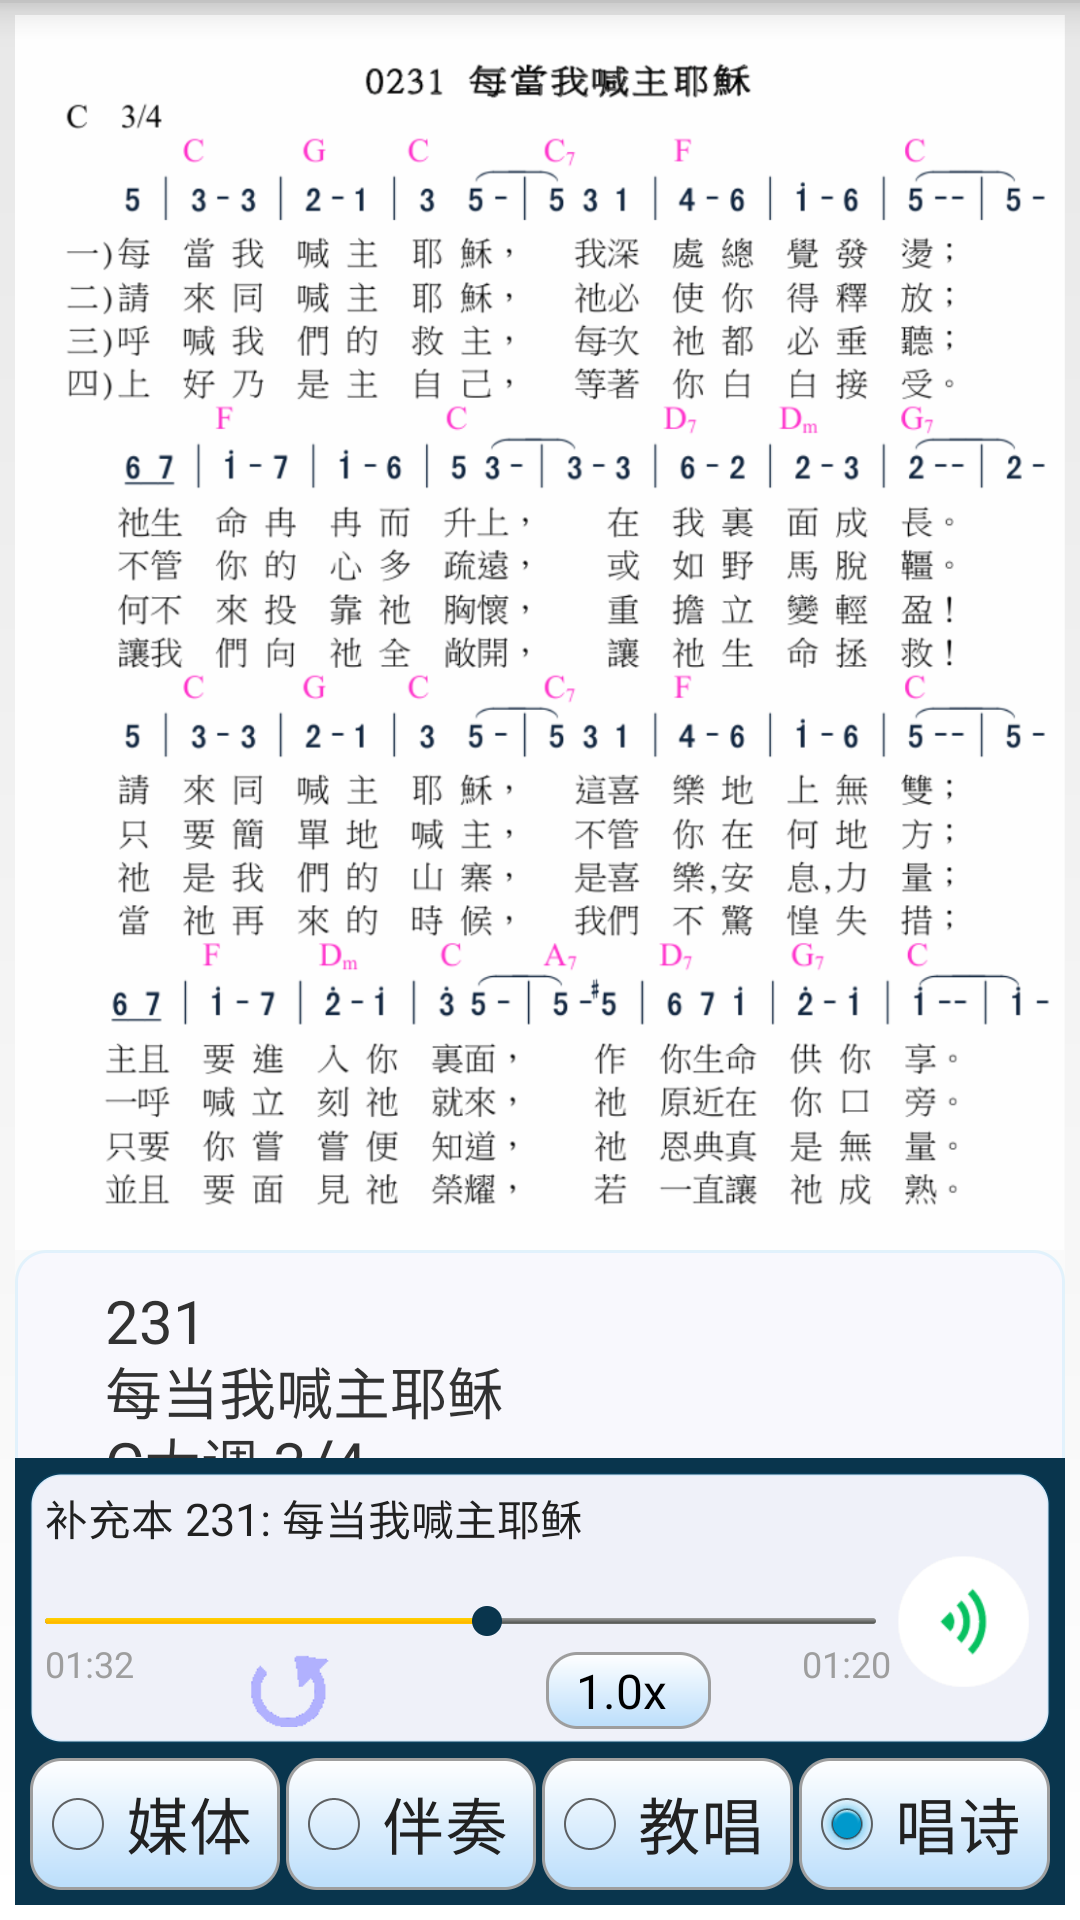 0231 每當我喊主耶穌
C 3/4
C G C C7 F C
5 | 3 - 3 | 2 - 1 | 3 5 - | 5 3 1 | 4 - 6 | i - 6 | 5 - - | 5 -
一)每 當 我 喊 主 耶 穌， 我深 處 總 覺 發 燙；
二)請 來 同 喊 主 耶 穌， 祂必 使 你 得 釋 放；
三)呼 喊 我 們 的 救 主， 每次 祂 都 必 垂 聽；
四)上 好 乃 是 主 自 己， 等著 你 白 白 接 受。
F C D7 Dm G7
6 7 | i - 7 | i - 6 | 5 3 - | 3 - 3 | 6 - 2 | 2 - 3 | 2 - - | 2 -
祂生 命 冉 冉 而 升上， 在 我 裏 面 成 長。
不管 你 的 心 多 疏遠， 或 如 野 馬 脫 韁。
何不 來 投 靠 祂 胸懷， 重 擔 立 變 輕 盈！
讓我 們 向 祂 全 敞開， 讓 祂 生 命 拯 救！
C G C C7 F C
5 | 3 - 3 | 2 - 1 | 3 5 - | 5 3 1 | 4 - 6 | i - 6 | 5 - - | 5 -
請 來 同 喊 主 耶 穌， 這喜 樂 地 上 無 雙；
只 要 簡 單 地 喊 主， 不管 你 在 何 地 方；
祂 是 我 們 的 山 寨， 是喜 樂,安 息,力 量；
當 祂 再 來 的 時 候， 我們 不 驚 惶 失 措；
F Dm C A7 D7 G7 C
6 7 | i - 7 | 2̇ - i | 3̇ 5 - | 5 - #5 | 6 7 i | 2̇ - i | i - - | i -
主且 要 進 入 你 裏面， 作 你生命 供 你 享。
一呼 喊 立 刻 祂 就來， 祂 原近在 你 口 旁。
只要 你 嘗 嘗 便 知道， 祂 恩典真 是 無 量。
並且 要 面 見 祂 榮耀， 若 一直讓 祂 成 熟。
231
每当我喊主耶稣
C大调 3/4
补充本 231: 每当我喊主耶稣
01:32 1.0x 01:20
媒体 伴奏 教唱 唱诗